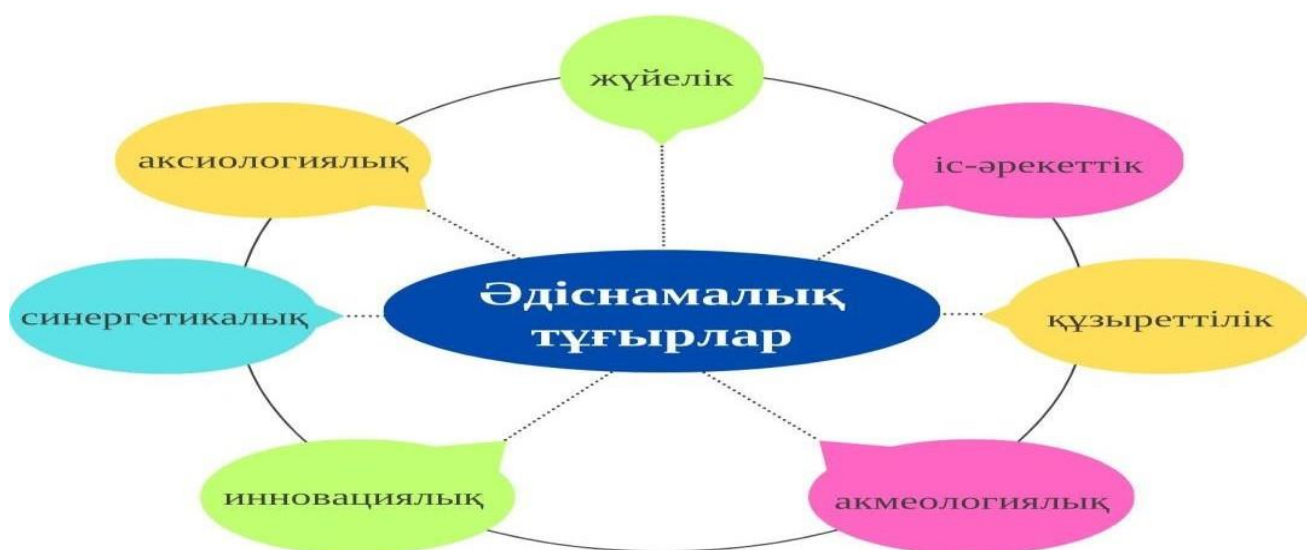 жүйелік
аксиологиялық
іс-әрекеттік
Әдіснамалық
тұғырлар
синергетикалық
құзыреттілік
инновациялық
акмеологиялық